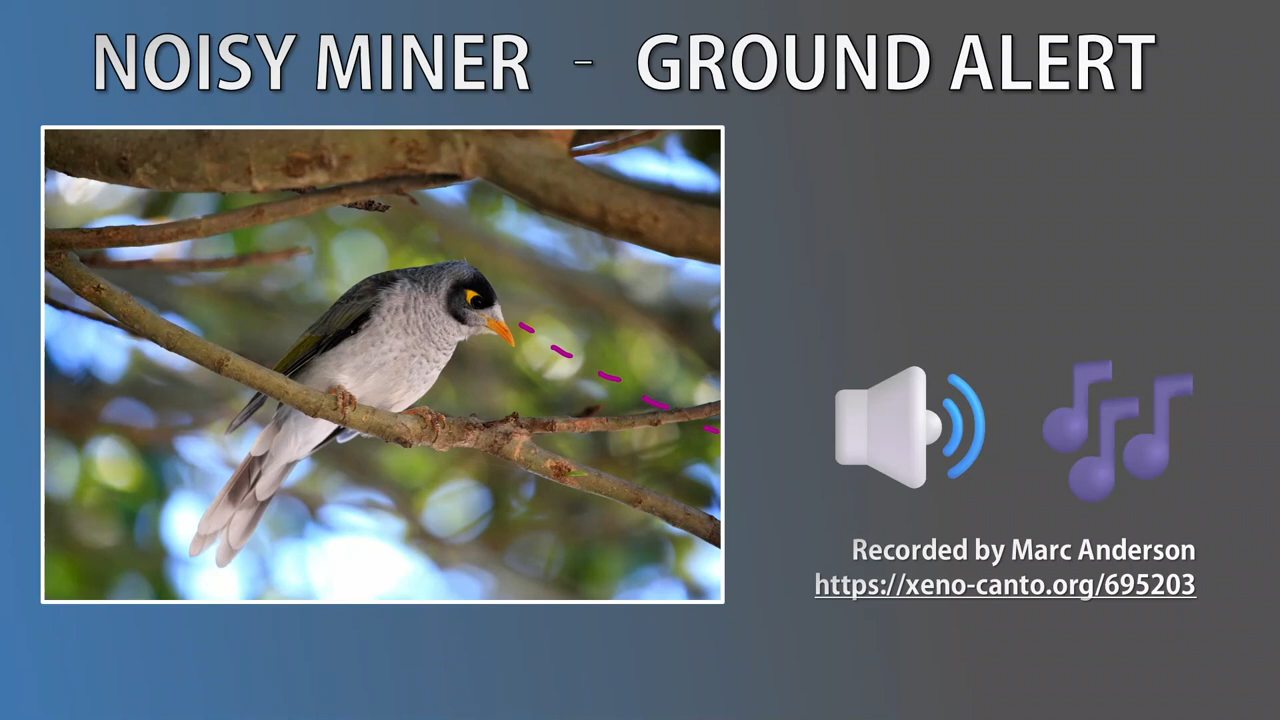 NOISY MINER - GROUND ALERT
Recorded by Marc Anderson
https://xeno-canto.org/695203